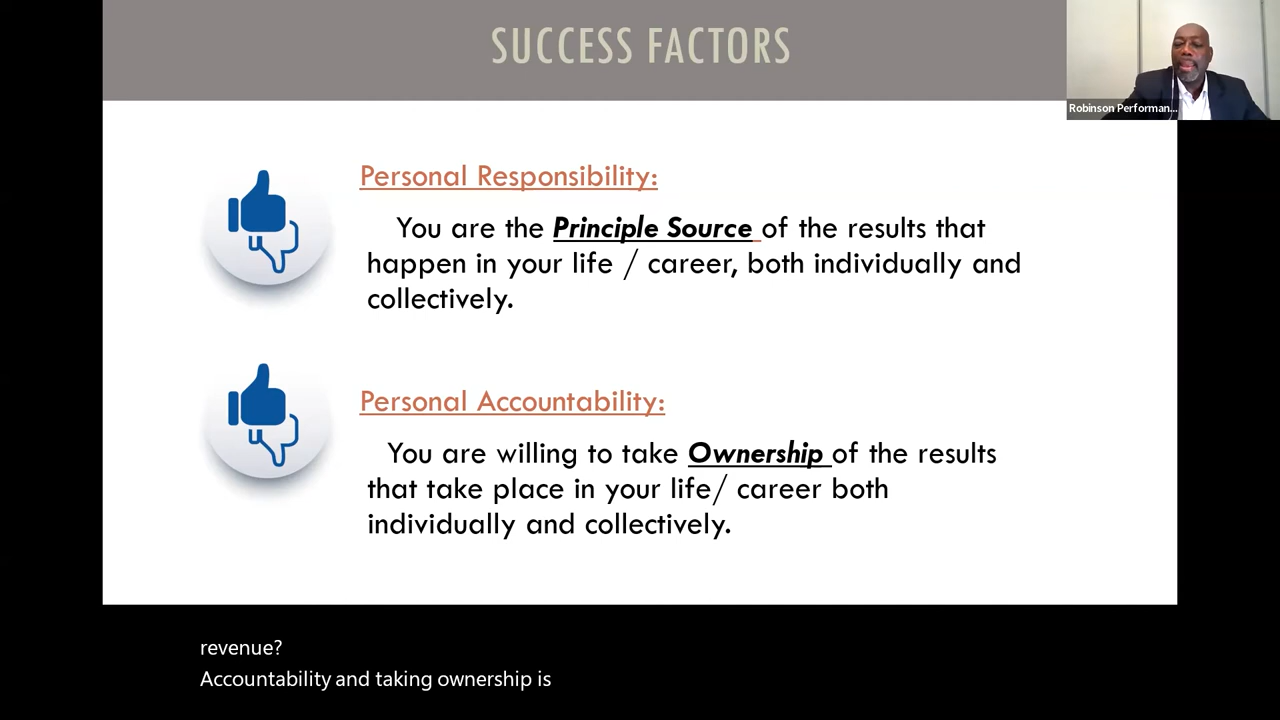 SUCCESS FACTORS
Robinson Performan...
Personal Responsibility:
You are the Principle Source of the results that
happen in your life / career, both individually and
collectively.
Personal Accountability:
You are willing to take Ownership of the results
that take place in your life/ career both
individually and collectively.
revenue?
Accountability and taking ownership is